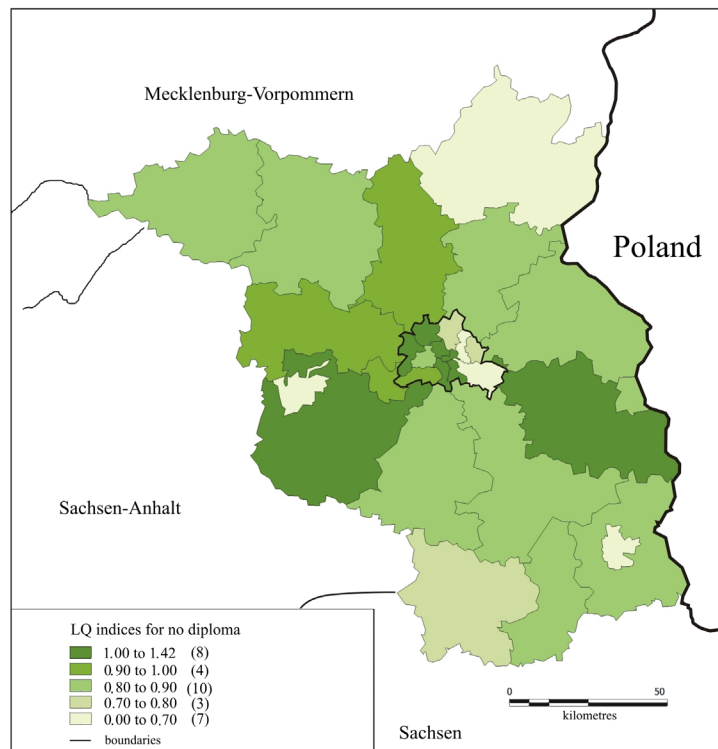 Mecklenburg-Vorpommern
Poland
Sachsen-Anhalt
LQ indices for no diploma
1.00 to 1.42 (8)
0.90 to 1.00 (4)
0.80 to 0.90 (10)
0.70 to 0.80 (3)
0.00 to 0.70 (7)
boundaries
0 50
kilometres
Sachsen